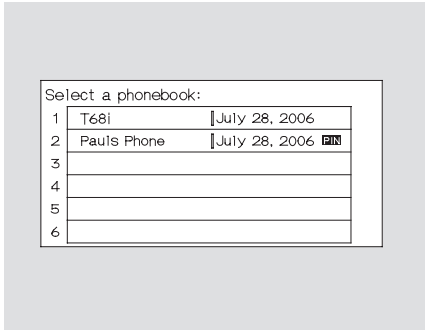 Select a phonebook:
1 T68i July 28, 2006
2 Pauls Phone July 28, 2006 PIN
3
4
5
6